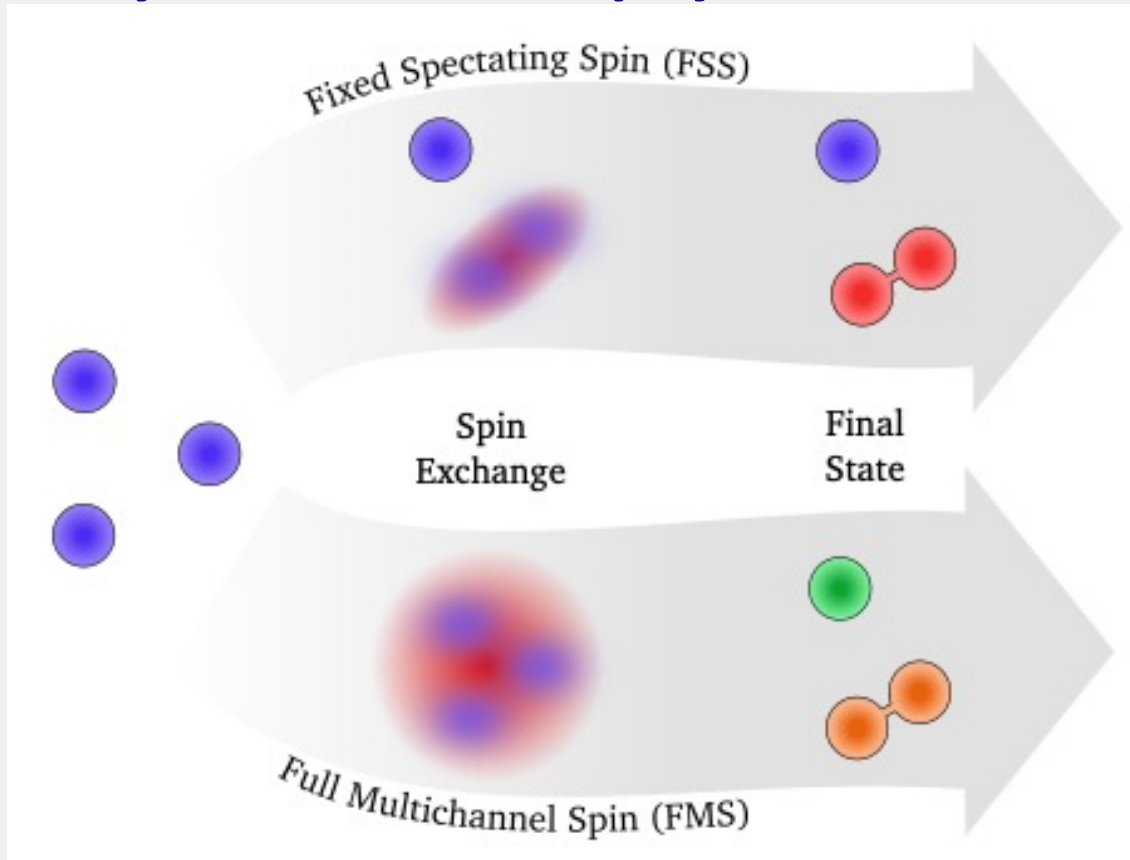 Fixed Spectating Spin (FSS)
Spin
Exchange
Final
State
Full Multichannel Spin (FMS)